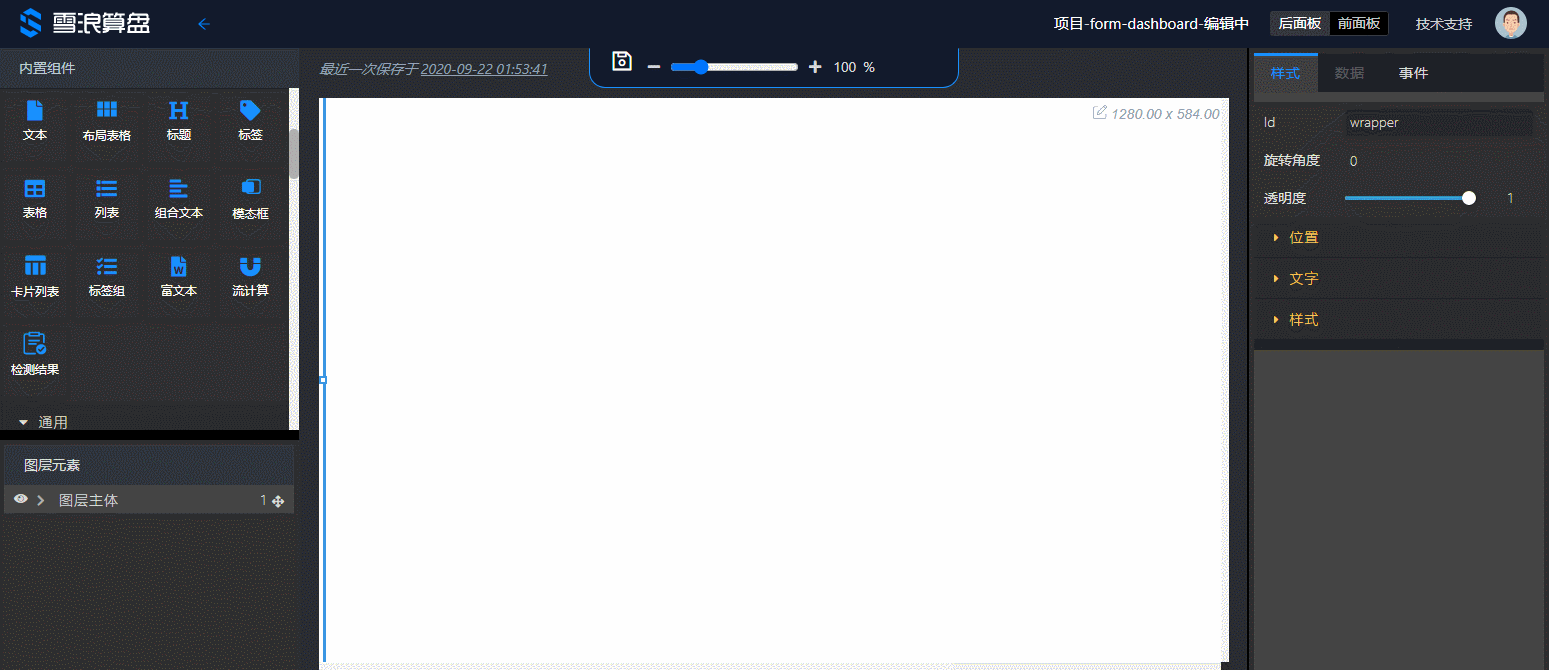 雪浪算盘
项目-form-dashboard-编辑中
后面板 前面板
技术支持
内置组件
文本 布局表格 标题 标签
表格 列表 组合文本 模态框
卡片列表 标签组 富文本 流计算
检测结果
通用
图层元素
图层主体 1
最近一次保存于 2020-09-22 01:53:41
100 %
1280.00 x 584.00
样式 数据 事件
Id wrapper
旋转角度 0
透明度 1
位置
文字
样式